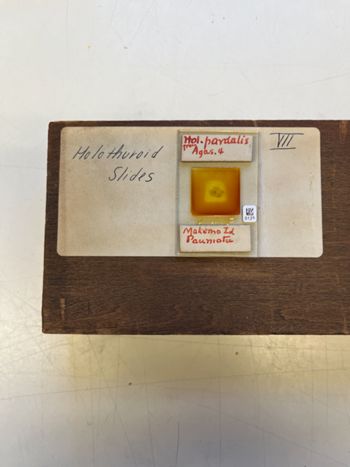 Holothuroid
Slides
Hol. pardalis
Agas. 4
VII
Makemo Id
Paumotu